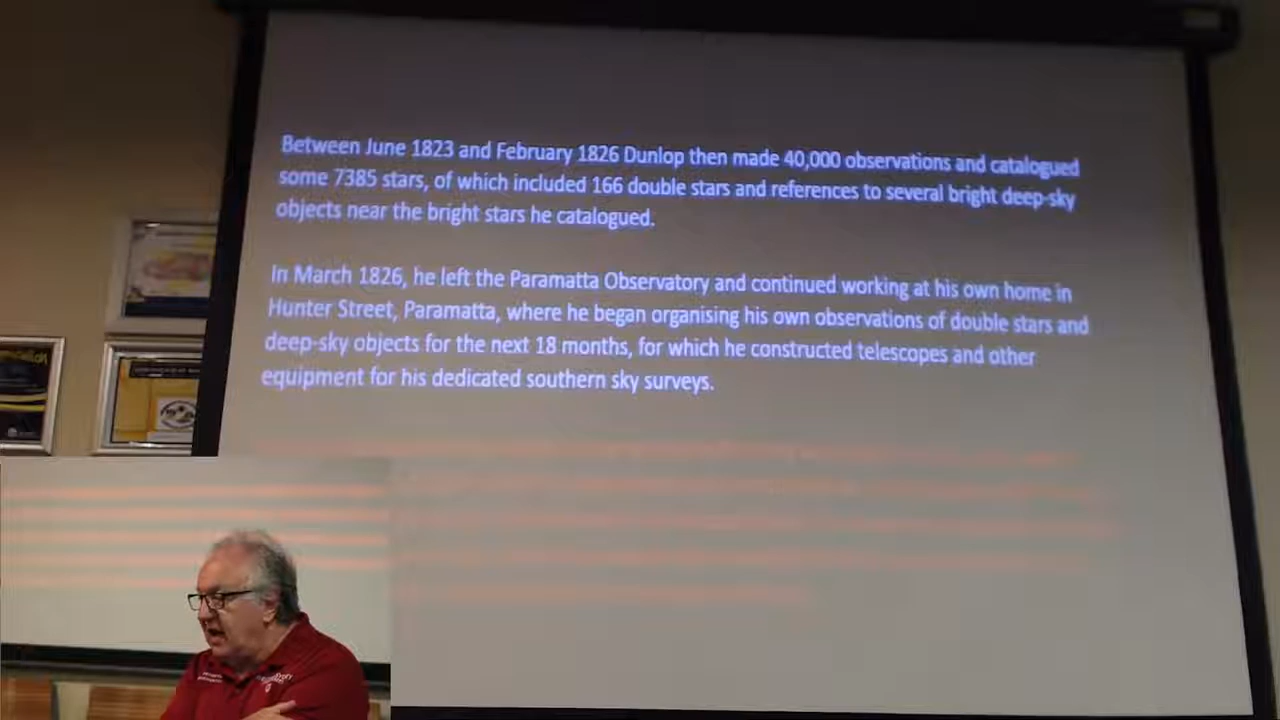 Between June 1823 and February 1826 Dunlop then made 40,000 observations and catalogued
some 7385 stars, of which included 166 double stars and references to several bright deep-sky
objects near the bright stars he catalogued.
In March 1826, he left the Paramatta Observatory and continued working at his own home in
Hunter Street, Paramatta, where he began organising his own observations of double stars and
deep-sky objects for the next 18 months, for which he constructed telescopes and other
equipment for his dedicated southern sky surveys.